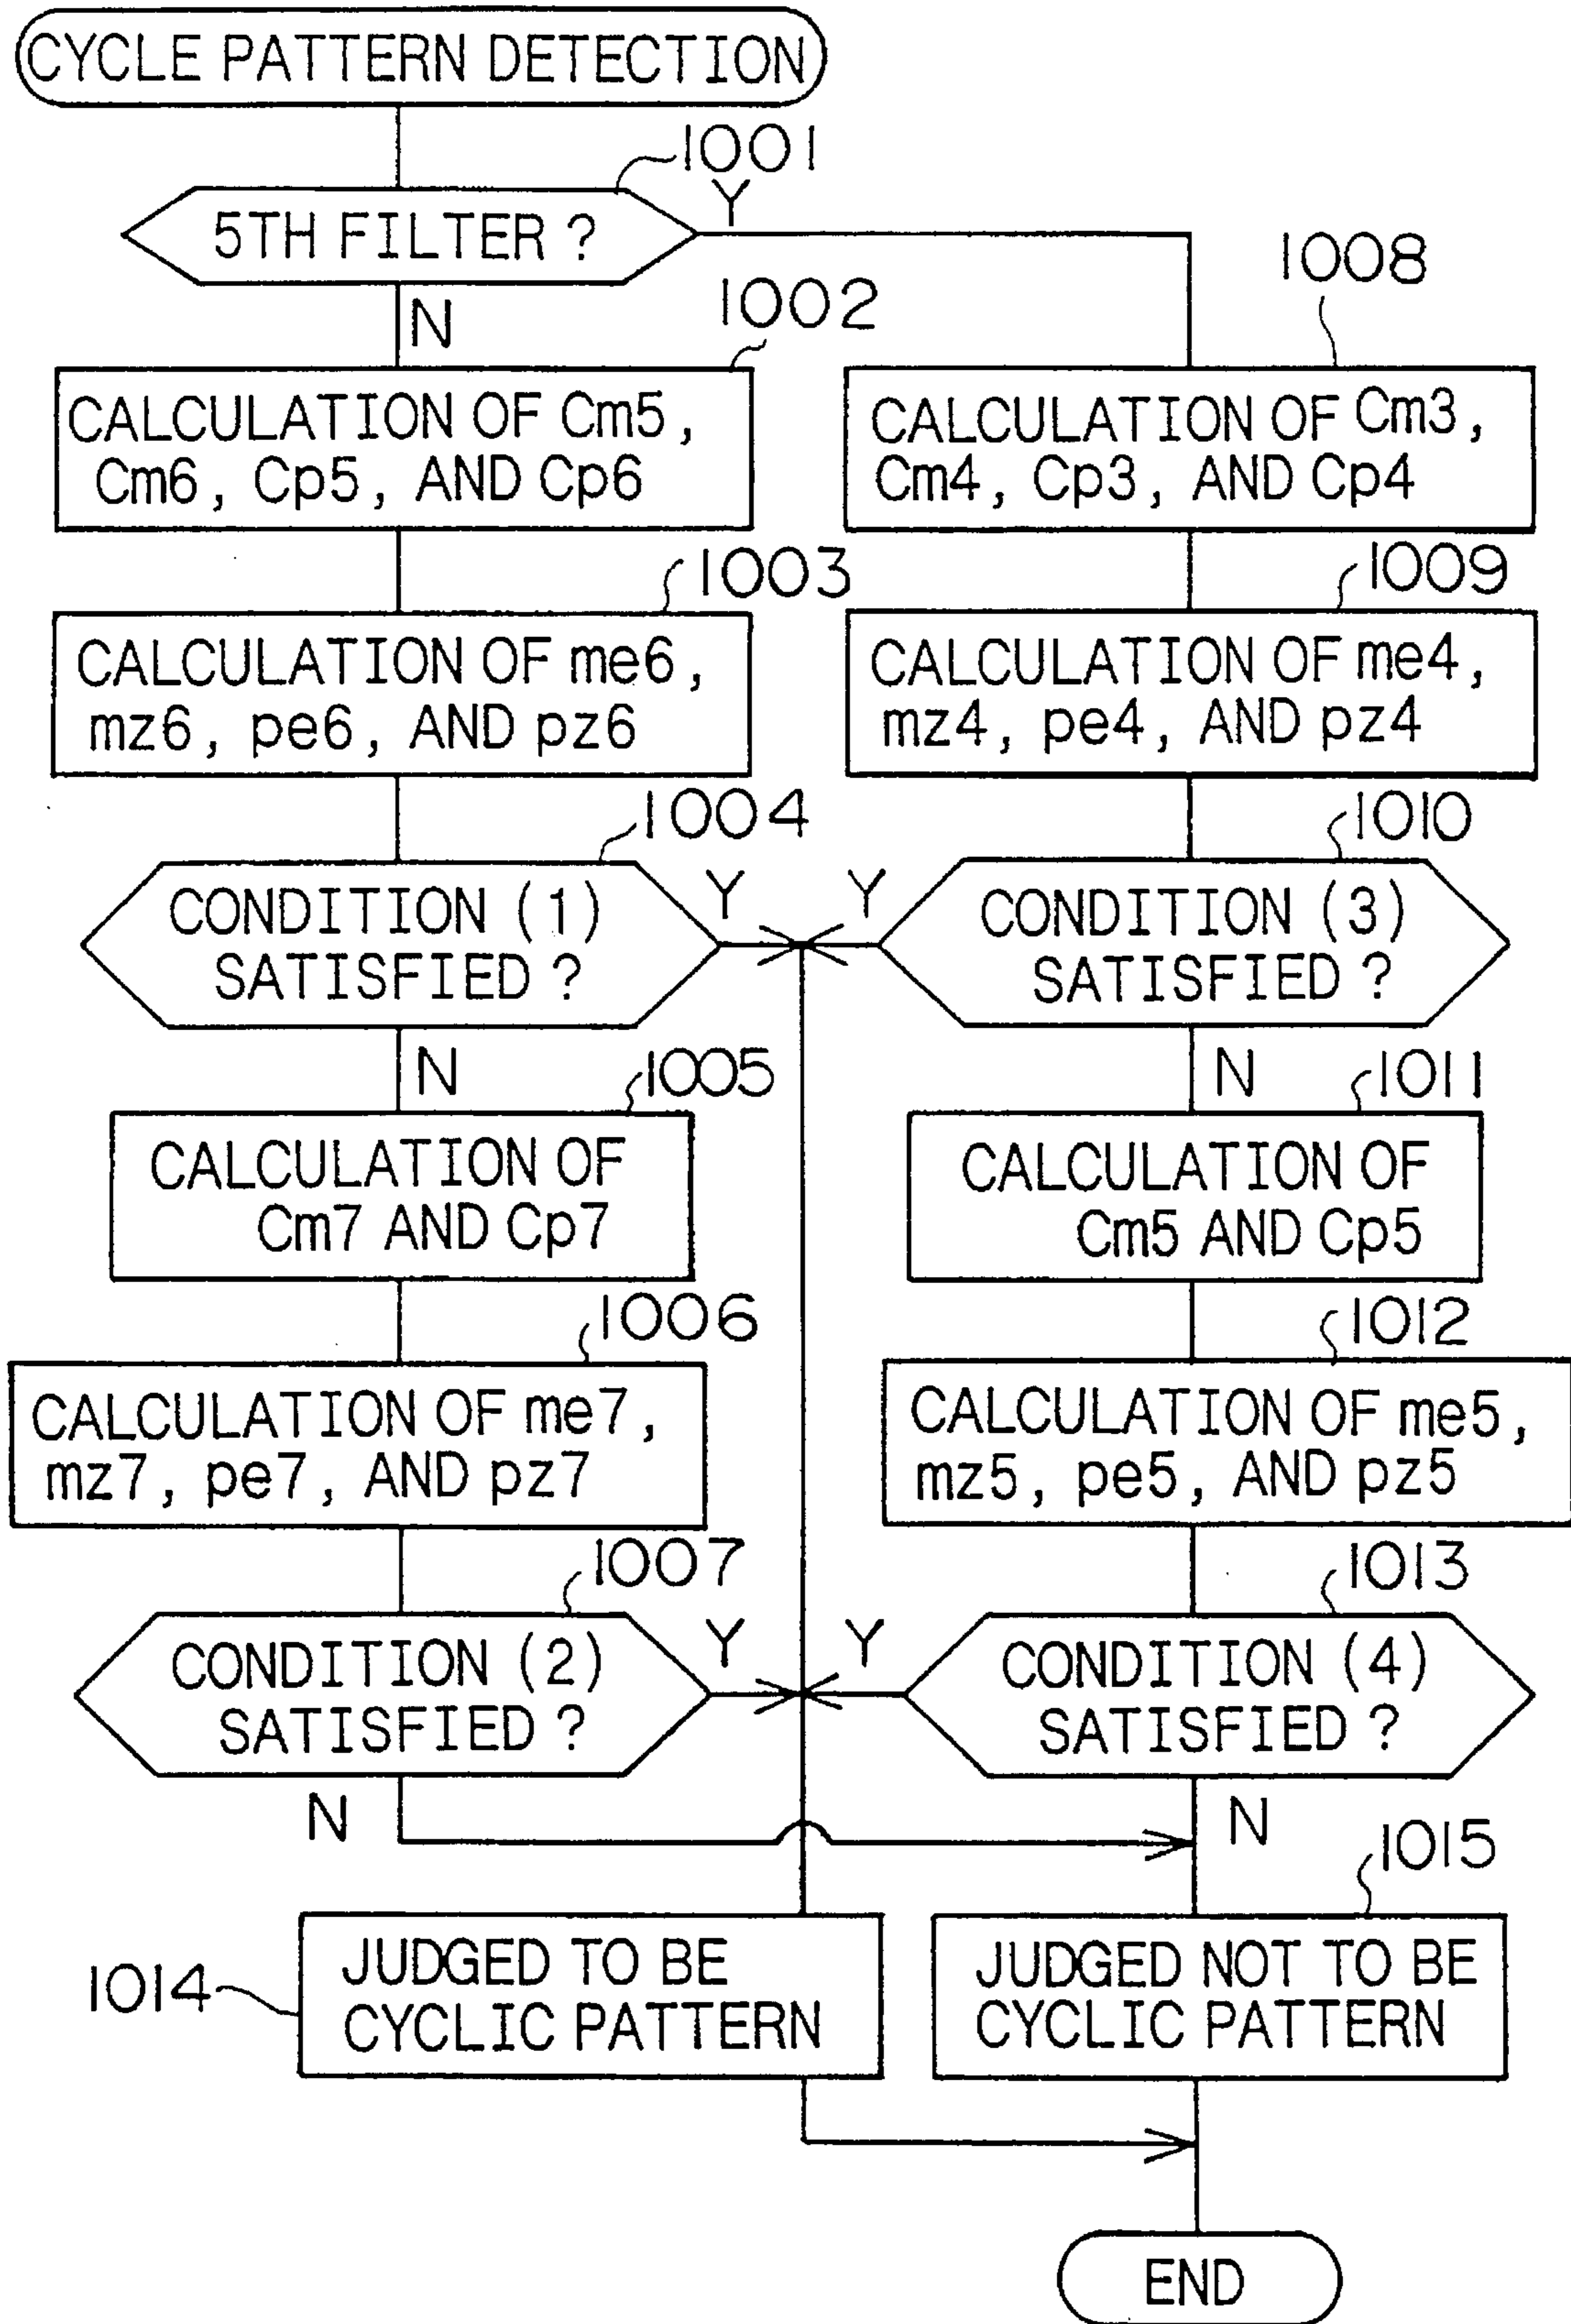 CYCLE PATTERN DETECTION
1001
5TH FILTER ?
Y
N
1002
CALCULATION OF Cm5,
Cm6, Cp5, AND Cp6
1003
CALCULATION OF me6,
mz6, pe6, AND pz6
1004
CONDITION (1)
SATISFIED ?
Y
N
1005
CALCULATION OF
Cm7 AND Cp7
1006
CALCULATION OF me7,
mz7, pe7, AND pz7
1007
CONDITION (2)
SATISFIED ?
Y
N
1008
CALCULATION OF Cm3,
Cm4, Cp3, AND Cp4
1009
CALCULATION OF me4,
mz4, pe4, AND pz4
1010
Y
CONDITION (3)
SATISFIED ?
N
1011
CALCULATION OF
Cm5 AND Cp5
1012
CALCULATION OF me5,
mz5, pe5, AND pz5
1013
Y
CONDITION (4)
SATISFIED ?
N
1014
JUDGED TO BE
CYCLIC PATTERN
1015
JUDGED NOT TO BE
CYCLIC PATTERN
END